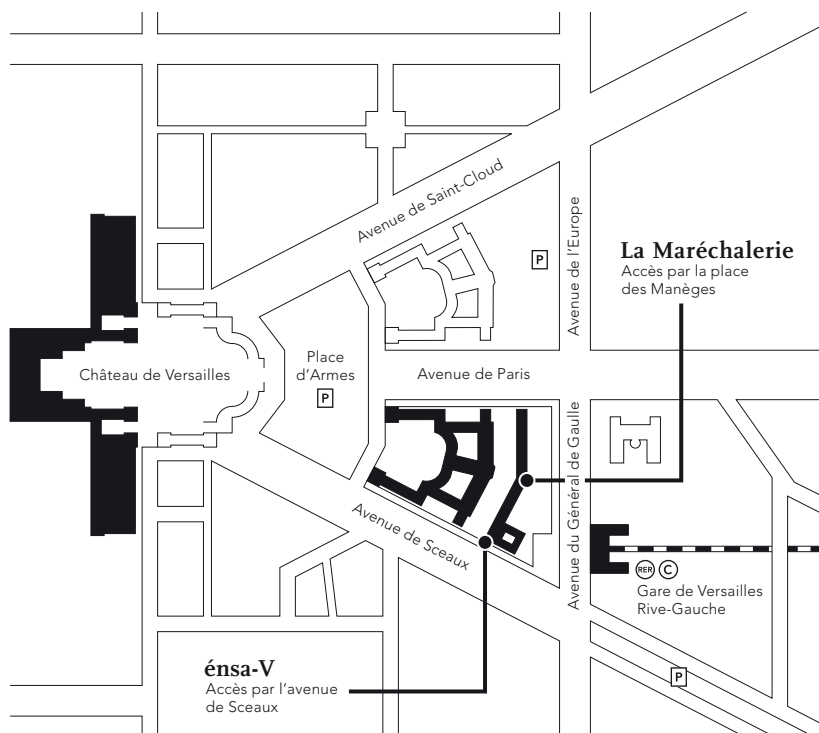 Avenue de Saint-Cloud
Avenue de l'Europe
P
La Maréchalerie
Accès par la place
des Manèges
Château de Versailles
Place
d'Armes
P
Avenue de Paris
Avenue du Général de Gaulle
Avenue de Sceaux
RER C
Gare de Versailles
Rive-Gauche
énsa-V
Accès par l'avenue
de Sceaux
P